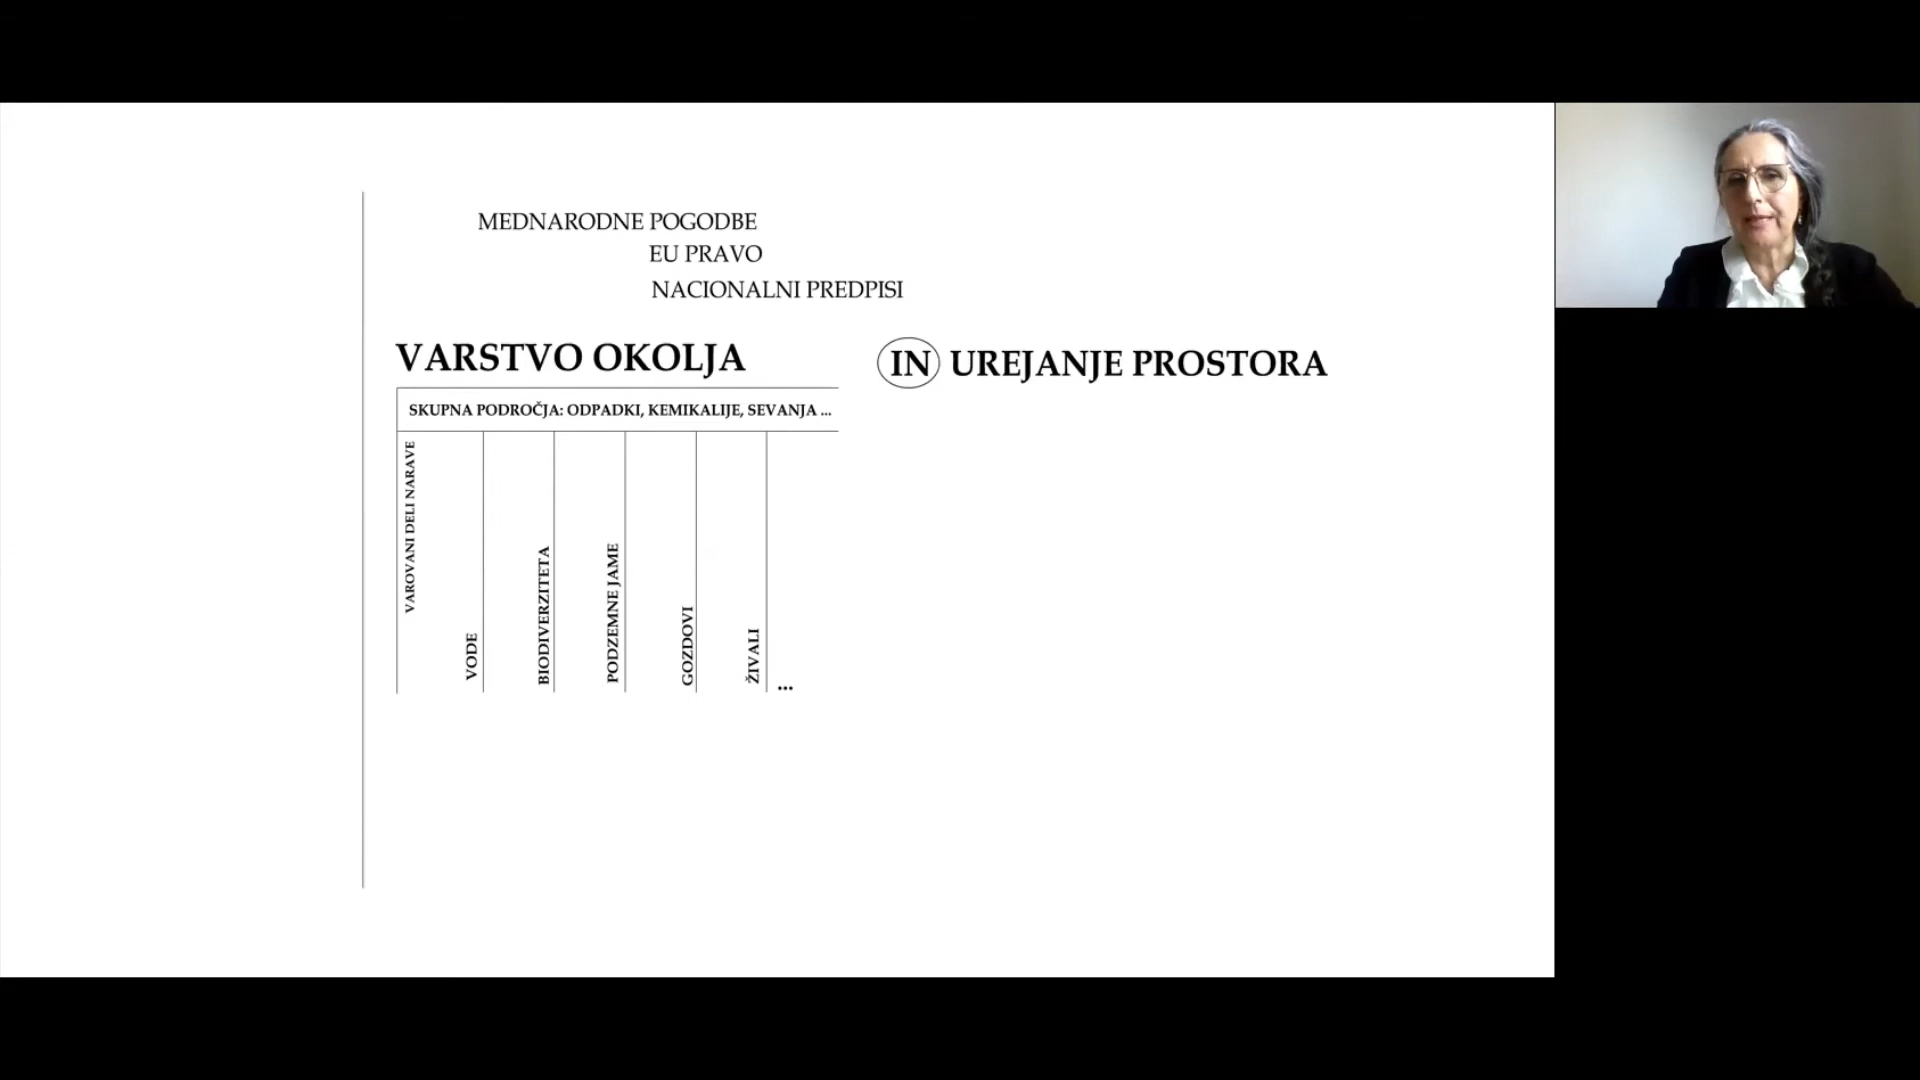 MEDNARODNE POGODBE
EU PRAVO
NACIONALNI PREDPISI
VARSTVO OKOLJA
IN UREJANJE PROSTORA
SKUPNA PODROČJA: ODPADKI, KEMIKALIJE, SEVANJA ...
VAROVANI DELI NARAVE
VODE
BIODIVERZITETA
PODZEMNE JAME
GOZDOVI
ŽIVALI
...